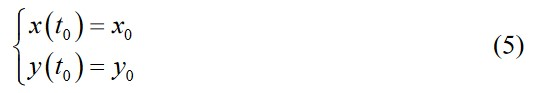 x(t₀) = x₀
y(t₀) = y₀ (5)